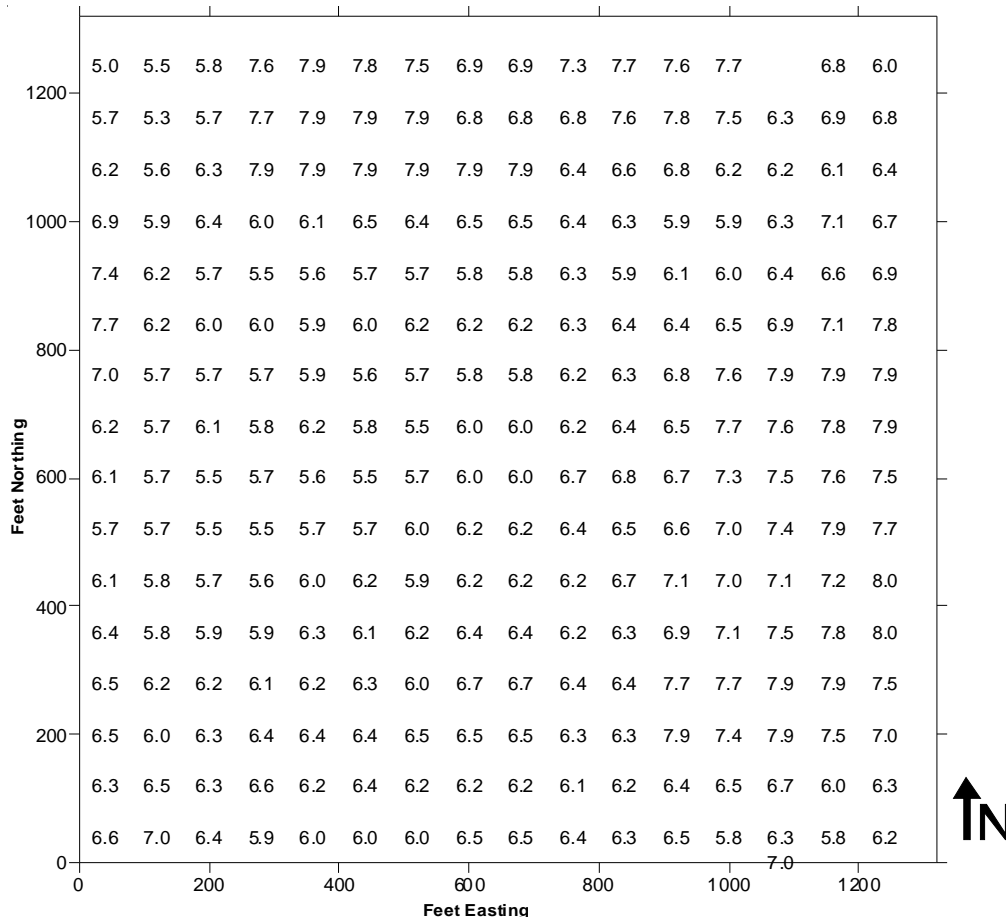 5.0 5.5 5.8 7.6 7.9 7.8 7.5 6.9 6.9 7.3 7.7 7.6 7.7 6.8 6.0
1200
5.7 5.3 5.7 7.7 7.9 7.9 7.9 6.8 6.8 6.8 7.6 7.8 7.5 6.3 6.9 6.8
6.2 5.6 6.3 7.9 7.9 7.9 7.9 7.9 7.9 6.4 6.6 6.8 6.2 6.2 6.1 6.4
1000 6.9 5.9 6.4 6.0 6.1 6.5 6.4 6.5 6.5 6.4 6.3 5.9 5.9 6.3 7.1 6.7
7.4 6.2 5.7 5.5 5.6 5.7 5.7 5.8 5.8 6.3 5.9 6.1 6.0 6.4 6.6 6.9
7.7 6.2 6.0 6.0 5.9 6.0 6.2 6.2 6.2 6.3 6.4 6.4 6.5 6.9 7.1 7.8
800
7.0 5.7 5.7 5.7 5.9 5.6 5.7 5.8 5.8 6.2 6.3 6.8 7.6 7.9 7.9 7.9
6.2 5.7 6.1 5.8 6.2 5.8 5.5 6.0 6.0 6.2 6.4 6.5 7.7 7.6 7.8 7.9
Feet Northing
600 6.1 5.7 5.5 5.7 5.6 5.5 5.7 6.0 6.0 6.7 6.8 6.7 7.3 7.5 7.6 7.5
5.7 5.7 5.5 5.5 5.7 5.7 6.0 6.2 6.2 6.4 6.5 6.6 7.0 7.4 7.9 7.7
6.1 5.8 5.7 5.6 6.0 6.2 5.9 6.2 6.2 6.2 6.7 7.1 7.0 7.1 7.2 8.0
400
6.4 5.8 5.9 5.9 6.3 6.1 6.2 6.4 6.4 6.2 6.3 6.9 7.1 7.5 7.8 8.0
6.5 6.2 6.2 6.1 6.2 6.3 6.0 6.7 6.7 6.4 6.4 7.7 7.7 7.9 7.9 7.5
200 6.5 6.0 6.3 6.4 6.4 6.4 6.5 6.5 6.5 6.3 6.3 7.9 7.4 7.9 7.5 7.0
6.3 6.5 6.3 6.6 6.2 6.4 6.2 6.2 6.2 6.1 6.2 6.4 6.5 6.7 6.0 6.3
6.6 7.0 6.4 5.9 6.0 6.0 6.0 6.5 6.5 6.4 6.3 6.5 5.8 6.3 5.8 6.2
N
0 7.0
0 200 400 600 800 1000 1200
Feet Easting